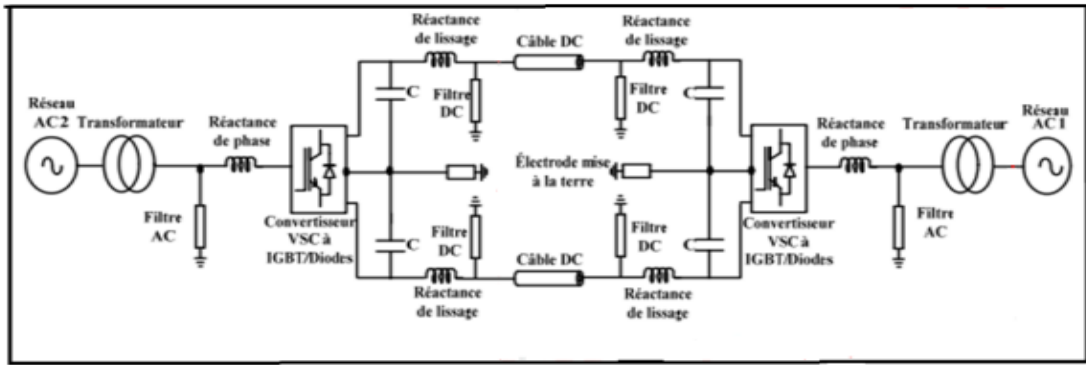 Réactance
de lissage
Câble DC
Réactance
de lissage
C
Filtre
DC
Filtre
DC
C
Réseau
AC 2
Transformateur
Réactance
de phase
Électrode mise
à la terre
Réactance
de phase
Transformateur
Réseau
AC 1
Filtre
AC
Convertisseur
VSC à
IGBT/Diodes
C
Filtre
DC
Filtre
DC
C
Convertisseur
VSC à
IGBT/Diodes
Filtre
AC
Réactance
de lissage
Câble DC
Réactance
de lissage